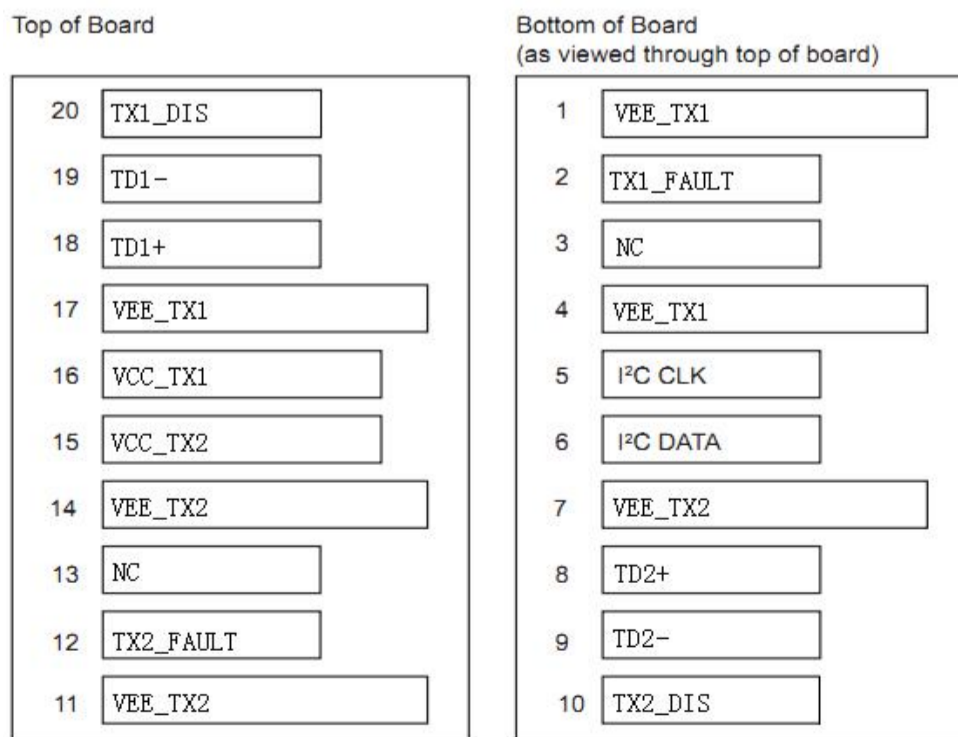 Top of Board
20 TX1_DIS
19 TD1-
18 TD1+
17 VEE_TX1
16 VCC_TX1
15 VCC_TX2
14 VEE_TX2
13 NC
12 TX2_FAULT
11 VEE_TX2
Bottom of Board
(as viewed through top of board)
1 VEE_TX1
2 TX1_FAULT
3 NC
4 VEE_TX1
5 I²C CLK
6 I²C DATA
7 VEE_TX2
8 TD2+
9 TD2-
10 TX2_DIS